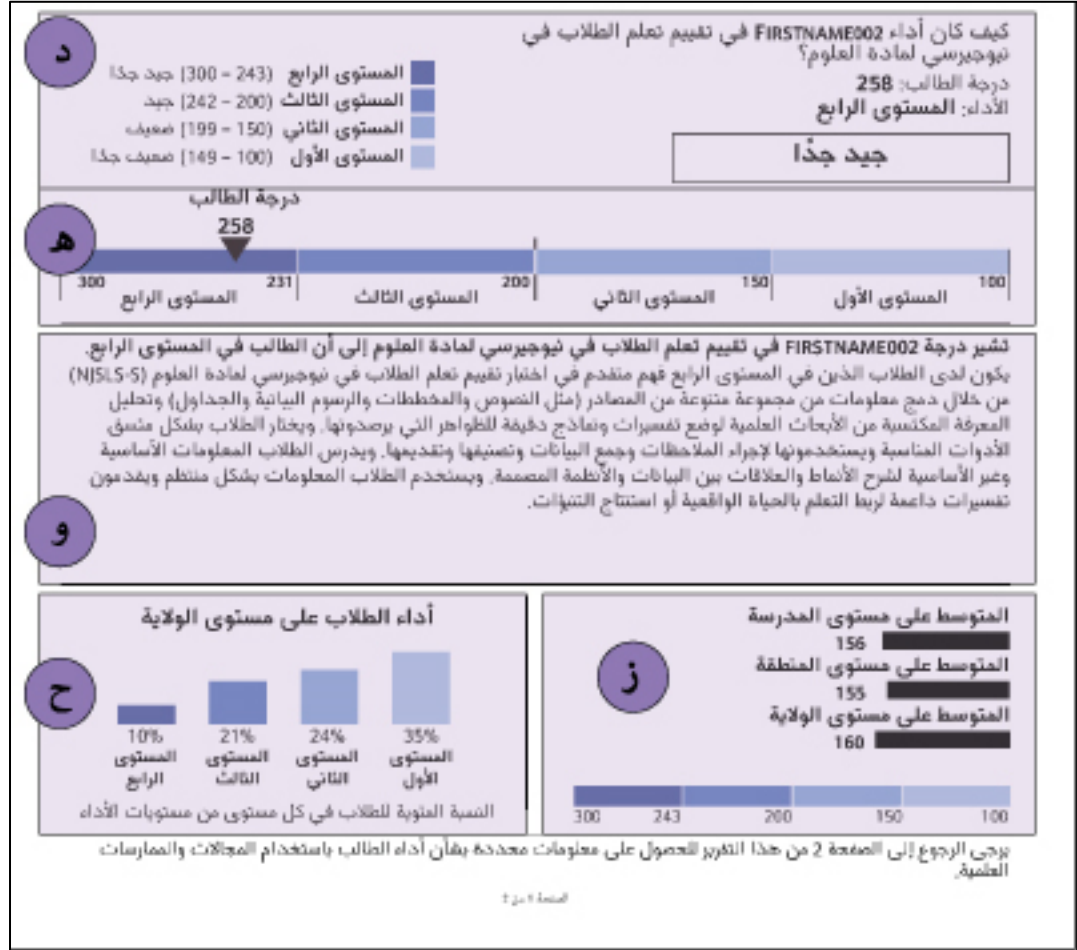 د
كيف كان أداء FIRSTNAME002 في تقييم تعلم الطلاب في
نيوجيرسي لمادة العلوم؟
درجة الطالب: 258
الأداء: المستوى الرابع
جيد جدًا
المستوى الرابع (243 – 300) جيد جدًا
المستوى الثالث (200 – 242) جيد
المستوى الثاني (150 – 199) ضعيف
المستوى الأول (100 – 149) ضعيف جدًا
ه
درجة الطالب
258
100 150 200 231 300
المستوى الأول المستوى الثاني المستوى الثالث المستوى الرابع
تشير درجة FIRSTNAME002 في تقييم تعلم الطلاب في نيوجيرسي لمادة العلوم إلى أن الطالب في المستوى الرابع.
يكون لدى الطلاب الذين في المستوى الرابع فهم متقدم في اختبار تقييم تعلم الطلاب في نيوجيرسي لمادة العلوم (NJSLS-S)
من خلال دمج معلومات من مجموعة متنوعة من المصادر (مثل النصوص والمخططات والرسوم البيانية والجداول) وتحليل
المعرفة المكتسبة من الأبحاث العلمية لوضع تفسيرات ونماذج دقيقة للظواهر التي يرصدونها. ويختار الطلاب بشكل متسق
الأدوات المناسبة ويستخدمونها لإجراء الملاحظات وجمع البيانات وتصنيفها وتقديمها. ويدرس الطلاب المعلومات الأساسية
وغير الأساسية لشرح الأنماط والعلاقات بين البيانات والأنظمة المصممة. ويستخدم الطلاب المعلومات بشكل منتظم ويقدمون
تفسيرات داعمة لربط التعلم بالحياة الواقعية أو استنتاج التنبؤات.
و
المتوسط على مستوى المدرسة
156
المتوسط على مستوى المنطقة
155
المتوسط على مستوى الولاية
160
ز
100 150 200 243 300
أداء الطلاب على مستوى الولاية
ح
35% 24% 21% 10%
المستوى المستوى المستوى المستوى
الأول الثاني الثالث الرابع
النسبة المئوية للطلاب في كل مستوى من مستويات الأداء
يرجى الرجوع إلى الصفحة 2 من هذا التقرير للحصول على معلومات محددة بشأن أداء الطالب باستخدام المجالات والممارسات
العلمية.